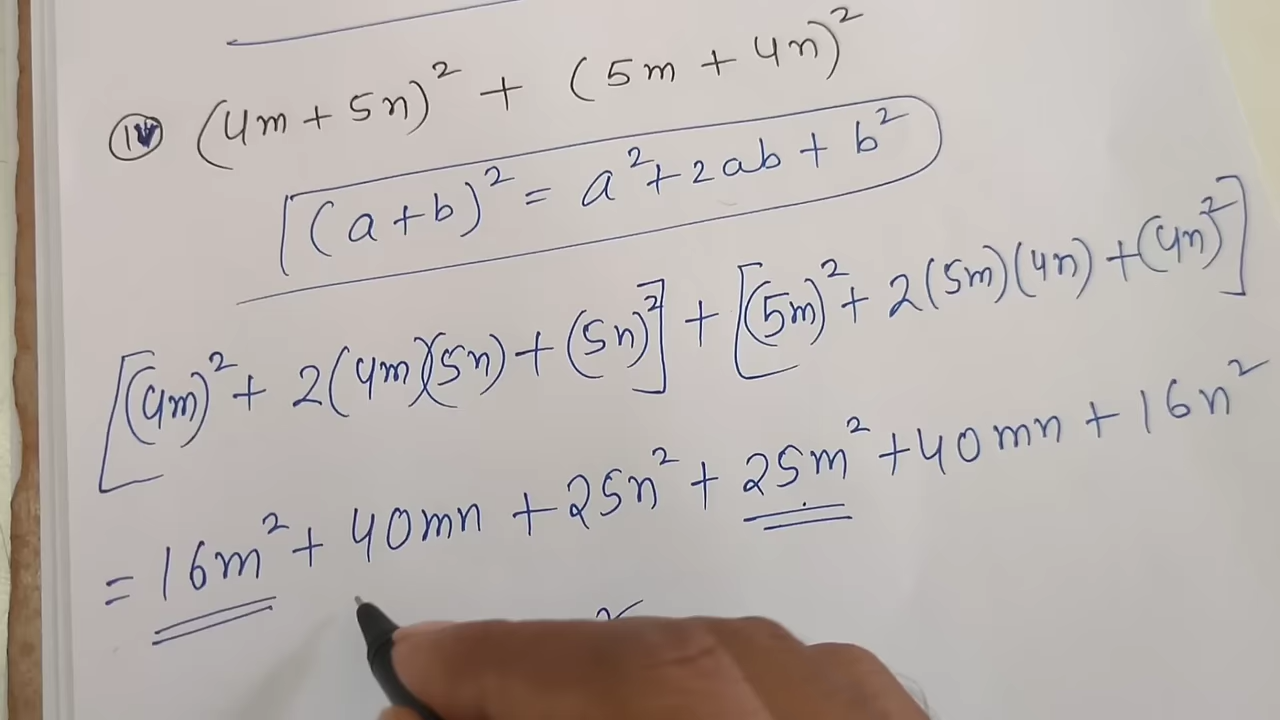 iv (4m + 5n)² + (5m + 4n)²
[(a+b)² = a² + 2ab + b²
[(4m)² + 2(4m)(5n) + (5n)²] + [(5m)² + 2(5m)(4n) + (4n)²]
= 16m² + 40mn + 25n² + 25m² + 40mn + 16n²